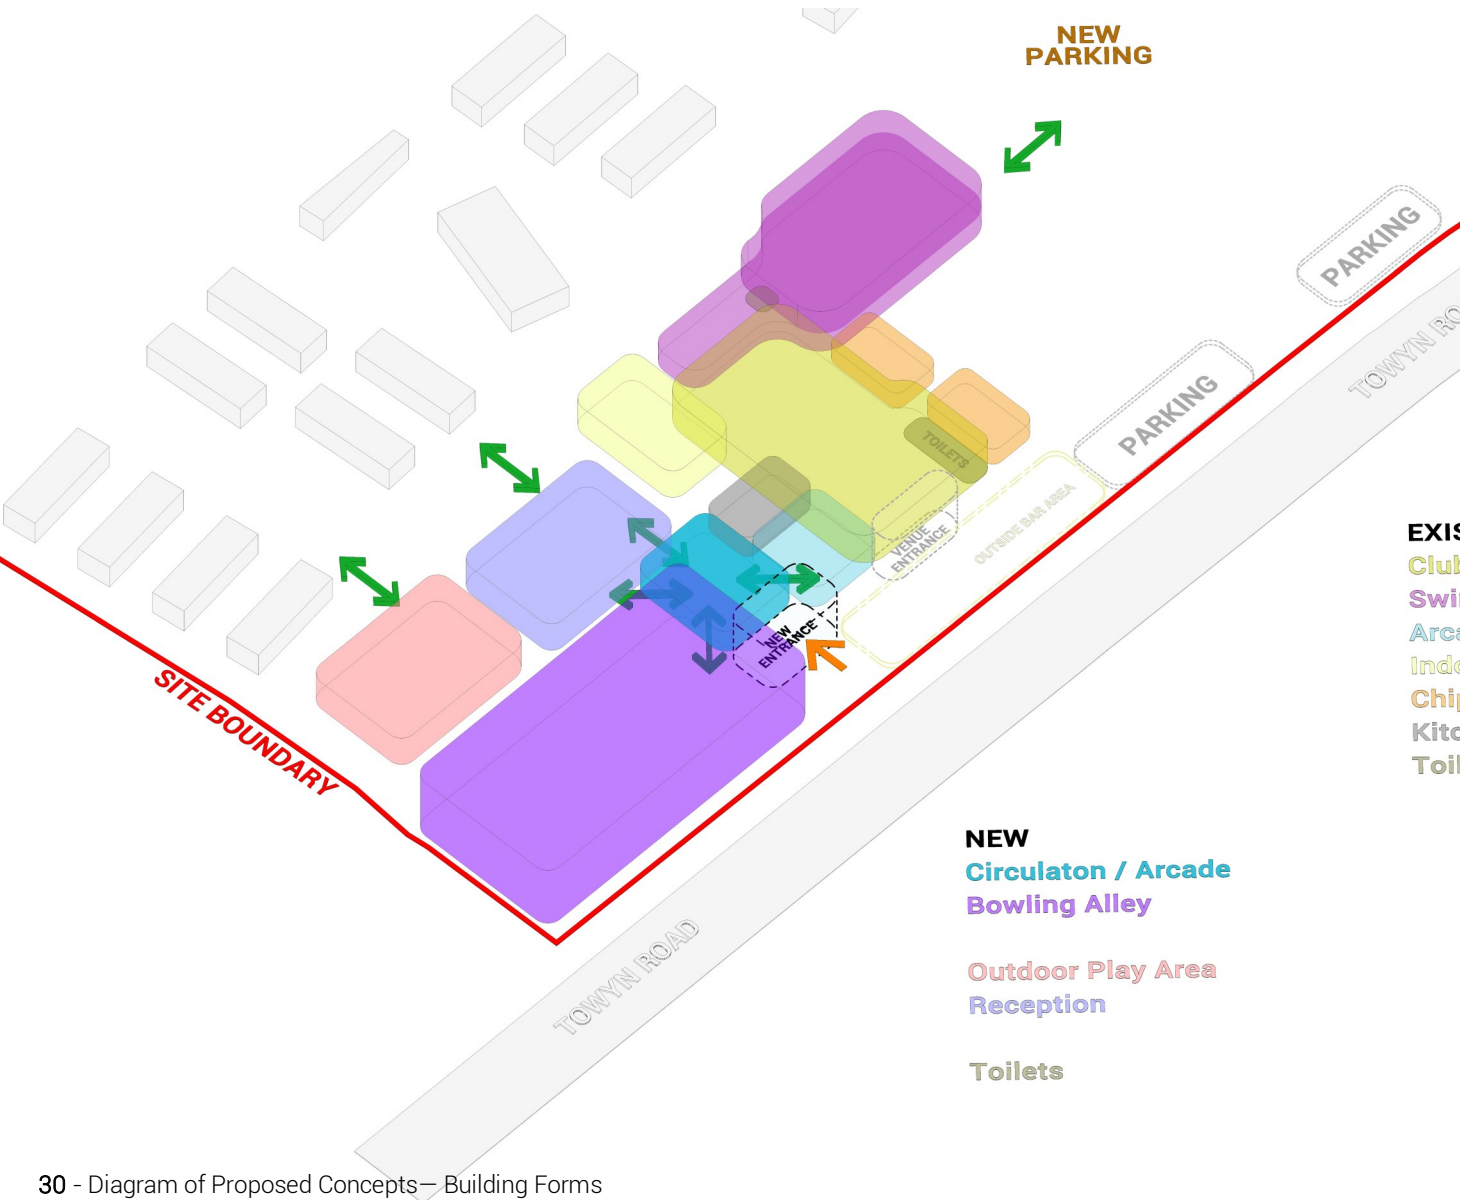 NEW
PARKING
PARKING
TOWYN RO
PARKING
TOILETS
OUTSIDE BAR AREA
VENUE
ENTRANCE
NEW
ENTRANCE
SITE BOUNDARY
TOWYN ROAD
EXIS
Club
Swi
Arca
Indo
Chip
Kitc
Toil
NEW
Circulaton / Arcade
Bowling Alley
Outdoor Play Area
Reception
Toilets
30 - Diagram of Proposed Concepts— Building Forms